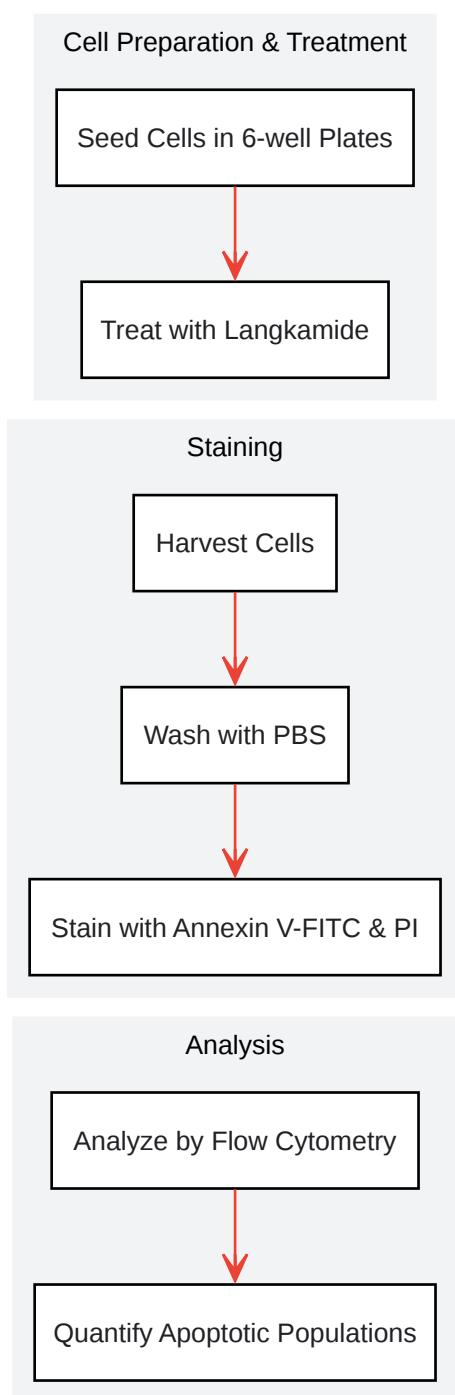 Cell Preparation & Treatment
Seed Cells in 6-well Plates
Treat with Langkamide
Staining
Harvest Cells
Wash with PBS
Stain with Annexin V-FITC & PI
Analysis
Analyze by Flow Cytometry
Quantify Apoptotic Populations